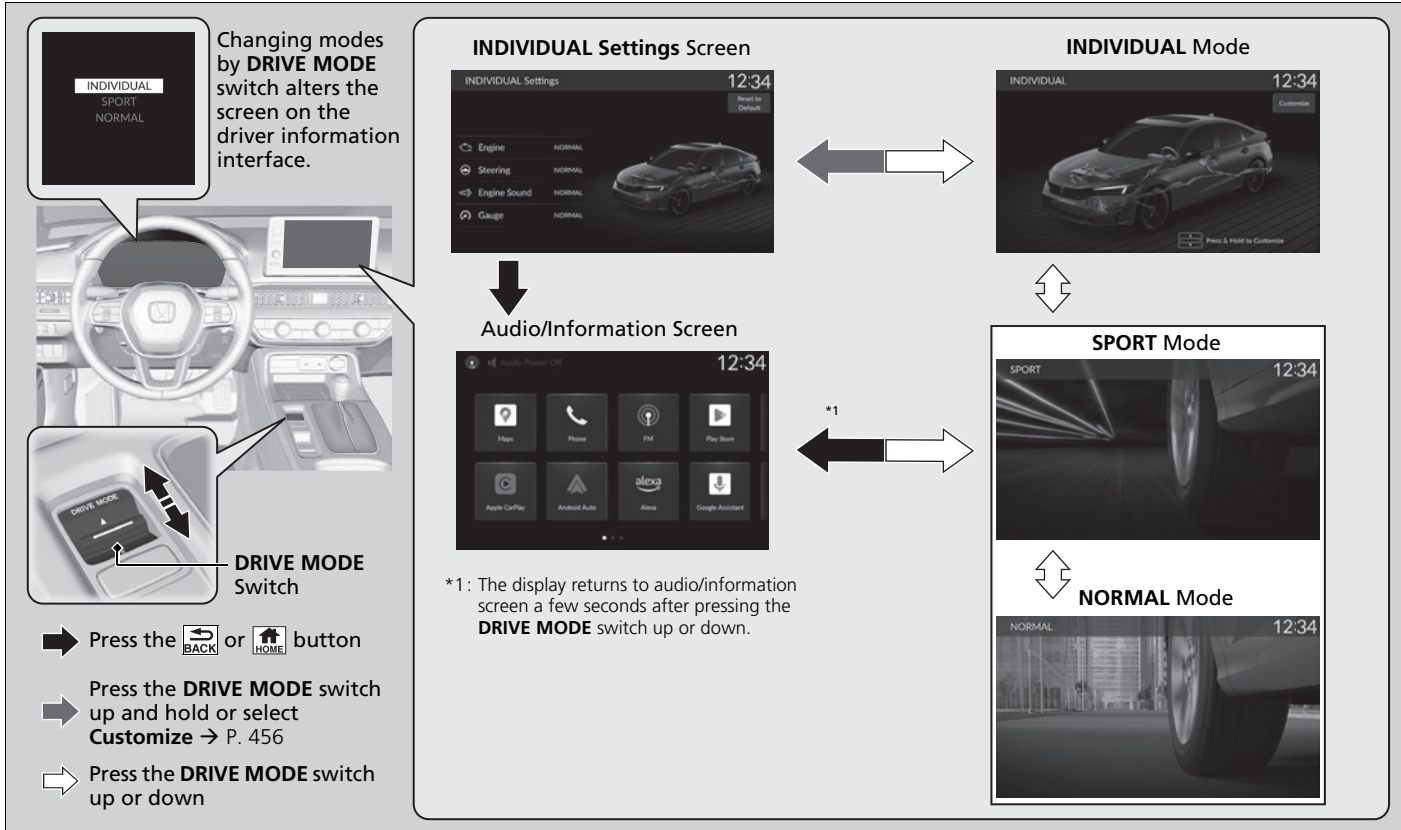 INDIVIDUAL
SPORT
NORMAL
Changing modes
by DRIVE MODE
switch alters the
screen on the
driver information
interface.
DRIVE MODE
DRIVE MODE
Switch
Press the BACK or HOME button
Press the DRIVE MODE switch
up and hold or select
Customize → P. 456
Press the DRIVE MODE switch
up or down
INDIVIDUAL Settings Screen
INDIVIDUAL Settings
12:34
Reset to
Default
Engine NORMAL
Steering NORMAL
Engine Sound NORMAL
Gauge NORMAL
INDIVIDUAL Mode
INDIVIDUAL
12:34
Customize
Press & Hold to Customize
Audio/Information Screen
Audio Power Off
12:34
Maps
Phone
FM
Play Store
Apple CarPlay
Android Auto
alexa
Alexa
Google Assistant
*1
*1: The display returns to audio/information
screen a few seconds after pressing the
DRIVE MODE switch up or down.
SPORT Mode
SPORT
12:34
NORMAL Mode
NORMAL
12:34